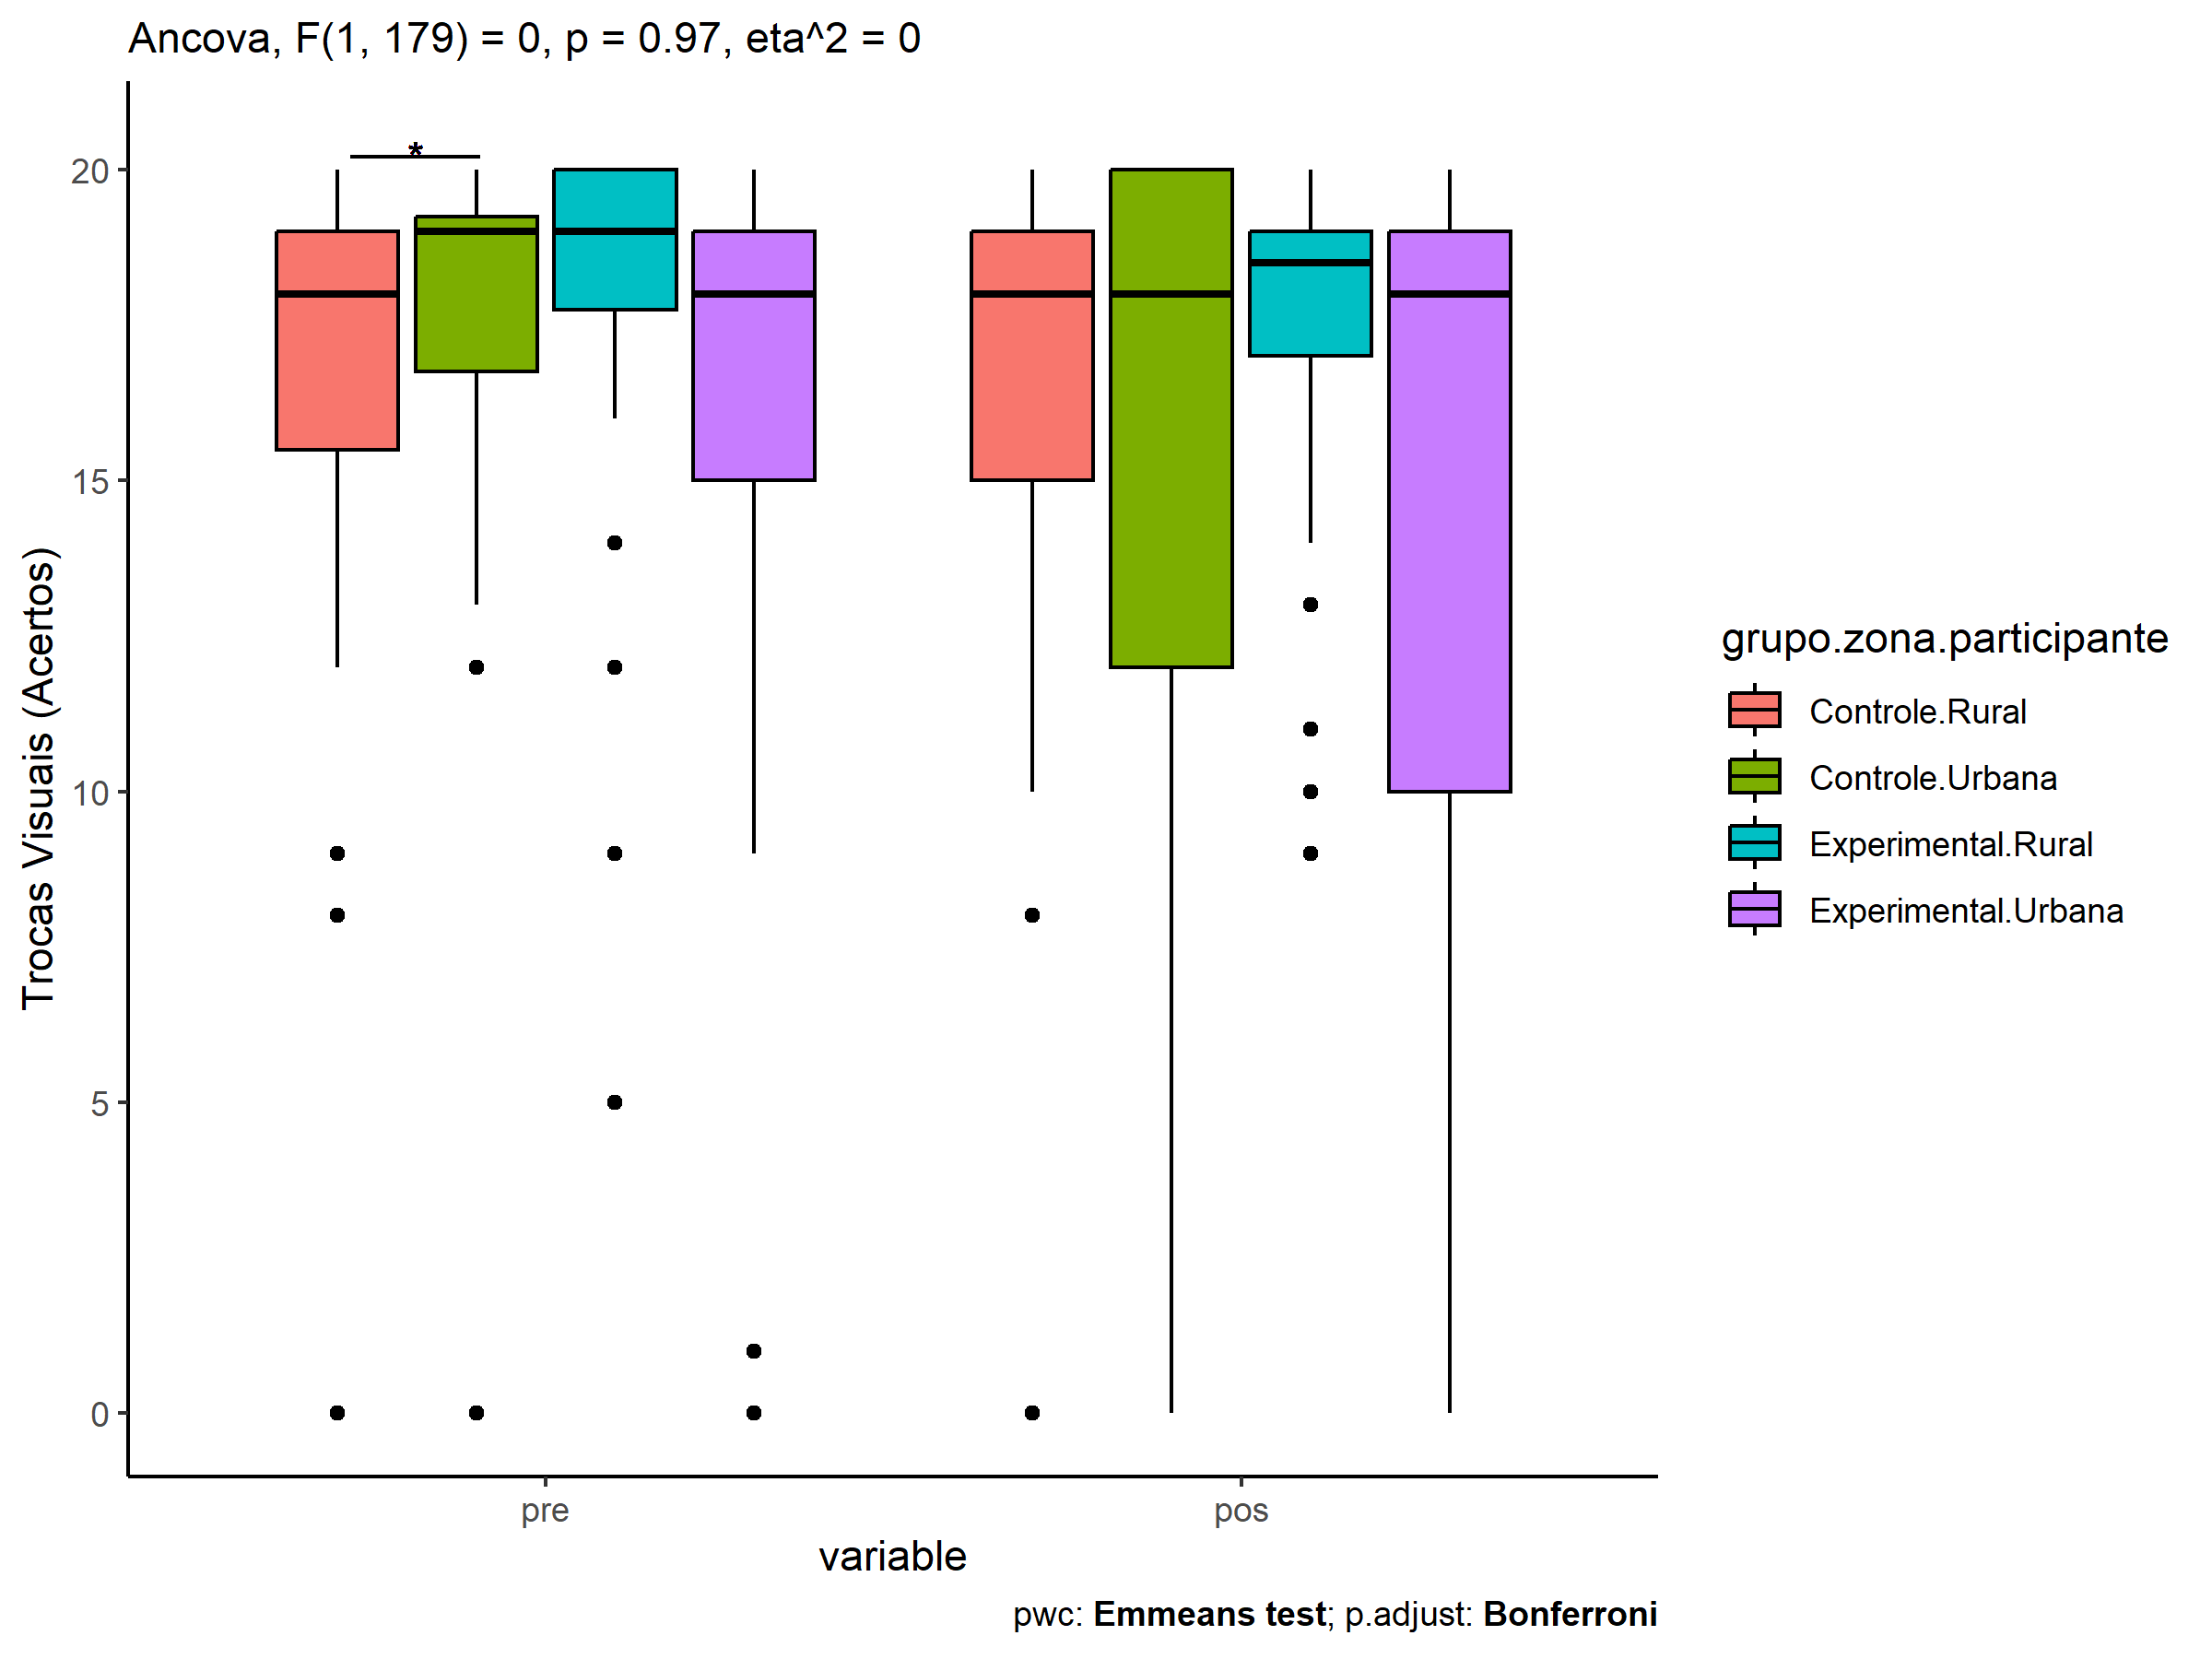 Ancova, F(1, 179) = 0, p = 0.97, eta^2 = 0
*
20
15
10
5
0
Trocas Visuais (Acertos)
pre
pos
variable
grupo.zona.participante
Controle.Rural
Controle.Urbana
Experimental.Rural
Experimental.Urbana
pwc: Emmeans test; p.adjust: Bonferroni